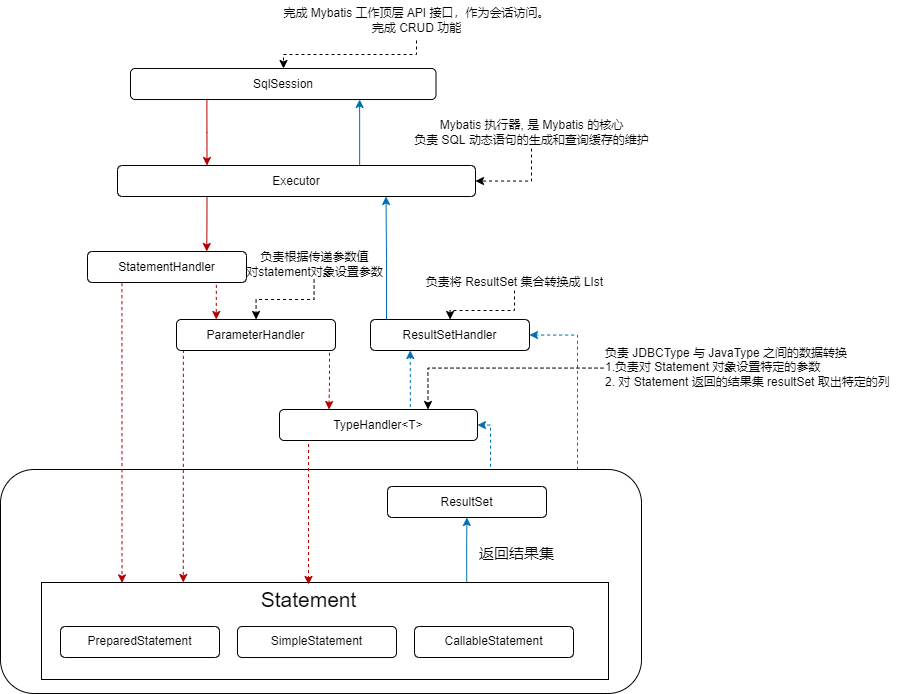 完成 Mybatis 工作顶层 API 接口，作为会话访问。
完成 CRUD 功能
SqlSession
Mybatis 执行器, 是 Mybatis 的核心
负责 SQL 动态语句的生成和查询缓存的维护
Executor
StatementHandler
负责根据传递参数值
对statement对象设置参数
负责将 ResultSet 集合转换成 LIst
ParameterHandler
ResultSetHandler
负责 JDBCType 与 JavaType 之间的数据转换
1.负责对 Statement 对象设置特定的参数
2. 对 Statement 返回的结果集 resultSet 取出特定的列
TypeHandler<T>
ResultSet
返回结果集
Statement
PreparedStatement
SimpleStatement
CallableStatement